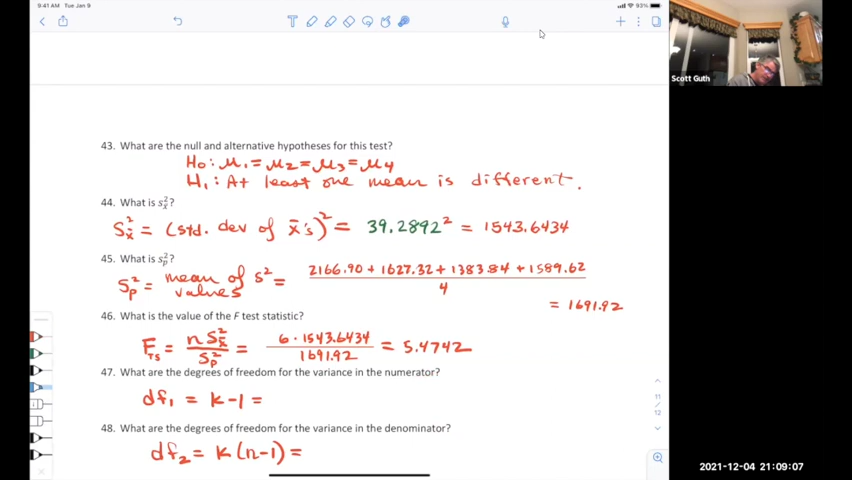 9:41 AM Tue Jan 9
93%
Scott Guth
43. What are the null and alternative hypotheses for this test?
H₀: μ₁ = μ₂ = μ₃ = μ₄
H₁: At least one mean is different.
44. What is s²x̄?
S²x̄ = (std. dev of x̄'s)² = 39.2892² = 1543.6434
45. What is s²p?
S²p = mean of s² values = (2166.90 + 1627.32 + 1383.84 + 1589.62) / 4
= 1691.92
46. What is the value of the F test statistic?
F_TS = nS²x̄ / S²p = 6 · 1543.6434 / 1691.92 = 5.4742
47. What are the degrees of freedom for the variance in the numerator?
df₁ = k-1 =
48. What are the degrees of freedom for the variance in the denominator?
df₂ = k(n-1) =
11
/
12
2021-12-04 21:09:07